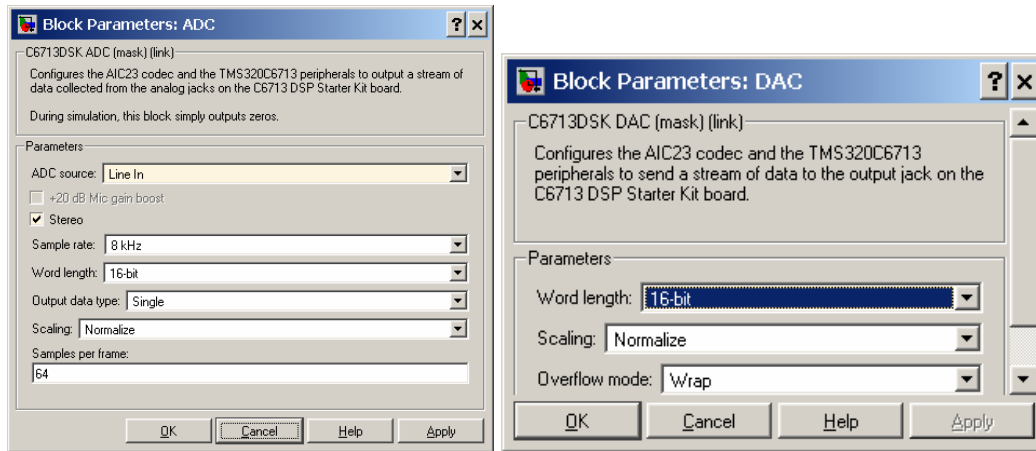 Block Parameters: ADC
C6713DSK ADC (mask) (link)
Configures the AIC23 codec and the TMS320C6713 peripherals to output a stream of
data collected from the analog jacks on the C6713 DSP Starter Kit board.
During simulation, this block simply outputs zeros.
Parameters
ADC source: Line In
+20 dB Mic gain boost
Stereo
Sample rate: 8 kHz
Word length: 16-bit
Output data type: Single
Scaling: Normalize
Samples per frame:
64
OK Cancel Help Apply
Block Parameters: DAC
C6713DSK DAC (mask) (link)
Configures the AIC23 codec and the TMS320C6713
peripherals to send a stream of data to the output jack on the
C6713 DSP Starter Kit board.
Parameters
Word length: 16-bit
Scaling: Normalize
Overflow mode: Wrap
OK Cancel Help Apply